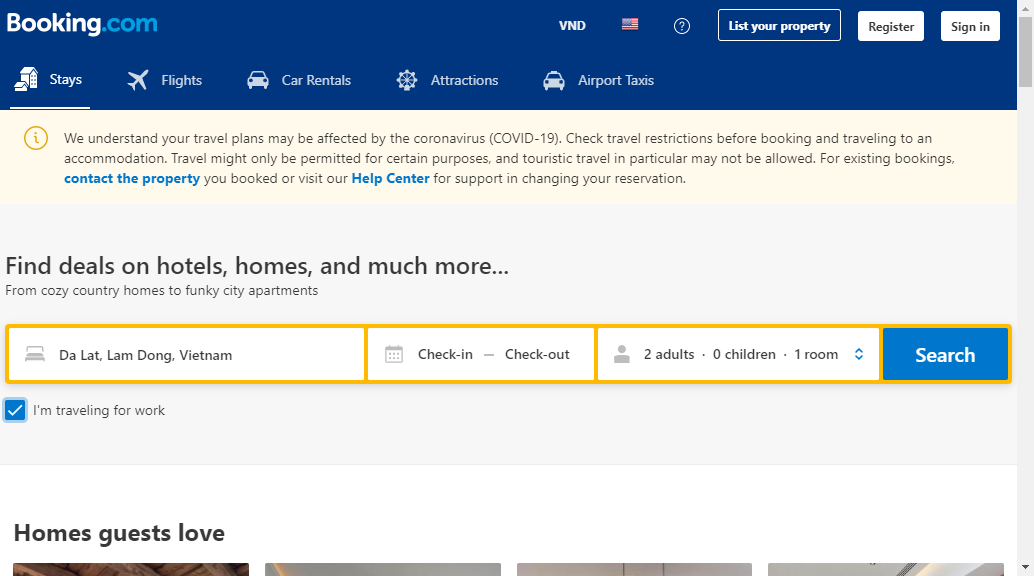 Booking.com
VND
List your property
Register
Sign in
Stays
Flights
Car Rentals
Attractions
Airport Taxis
We understand your travel plans may be affected by the coronavirus (COVID-19). Check travel restrictions before booking and traveling to an
accommodation. Travel might only be permitted for certain purposes, and touristic travel in particular may not be allowed. For existing bookings,
contact the property you booked or visit our Help Center for support in changing your reservation.
Find deals on hotels, homes, and much more...
From cozy country homes to funky city apartments
Da Lat, Lam Dong, Vietnam
Check-in — Check-out
2 adults · 0 children · 1 room
Search
I'm traveling for work
Homes guests love